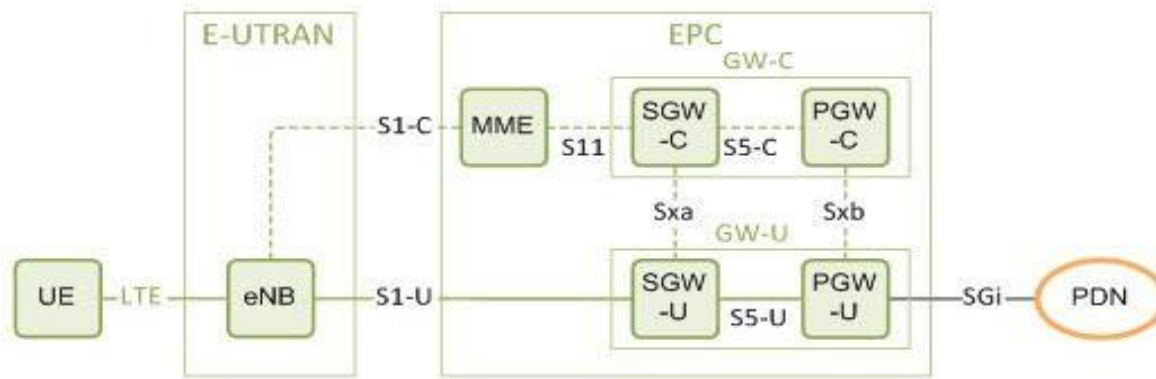 E-UTRAN
EPC
GW-C
S1-C
MME
S11
SGW
-C
S5-C
PGW
-C
Sxa
Sxb
GW-U
UE
LTE
eNB
S1-U
SGW
-U
S5-U
PGW
-U
SGi
PDN